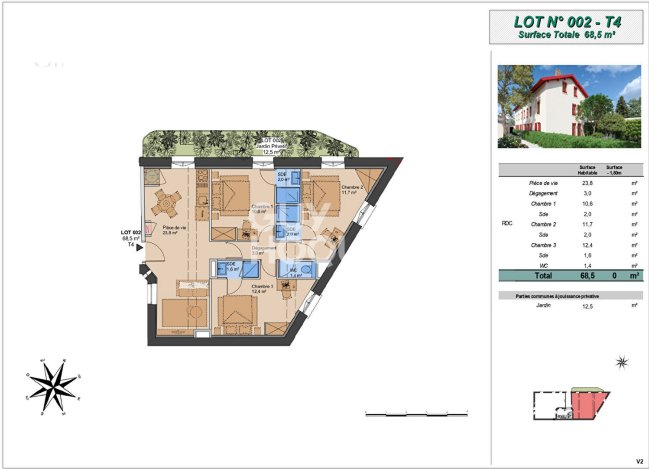 LOT N° 002 - T4
Surface Totale 68,5 m²
LOT 002
Jardin Privatif
12,5 m²
SDE
2,0 m²
Chambre 2
11,7 m²
Chambre 1
10,6 m²
Pièce de vie
23,8 m²
LOT 002
68,5 m²
T4
SDE
2,0 m²
Dégagement
3,0 m²
SDE
1,6 m²
WC
1,4 m²
Chambre 3
12,4 m²
Surface Habitable
Surface - 1,80m
RDC
Pièce de vie 23,8 m²
Dégagement 3,0 m²
Chambre 1 10,6 m²
Sde 2,0 m²
Chambre 2 11,7 m²
Sde 2,0 m²
Chambre 3 12,4 m²
Sde 1,6 m²
WC 1,4 m²
Total 68,5 0 m²
Parties communes à jouissance privative
Jardin 12,5 m²
V2